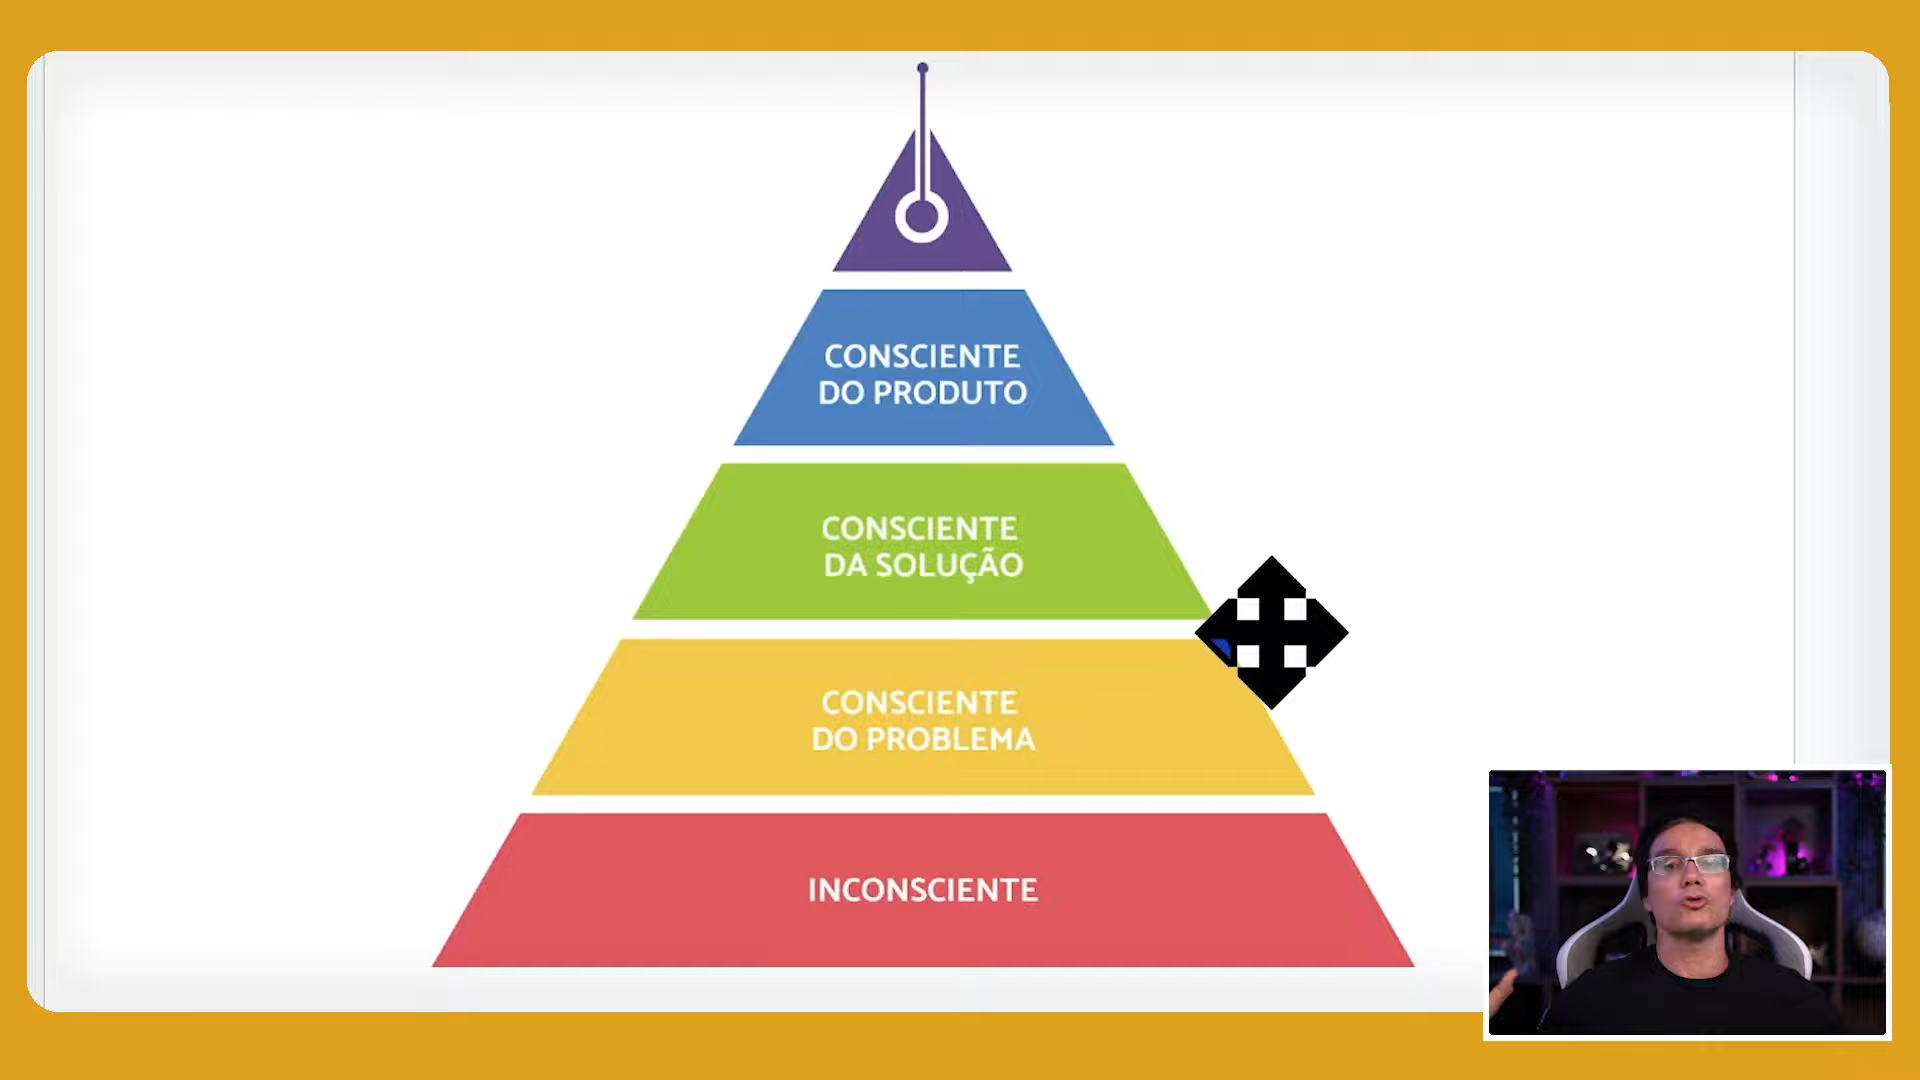 CONSCIENTE
DO PRODUTO
CONSCIENTE
DA SOLUÇÃO
CONSCIENTE
DO PROBLEMA
INCONSCIENTE